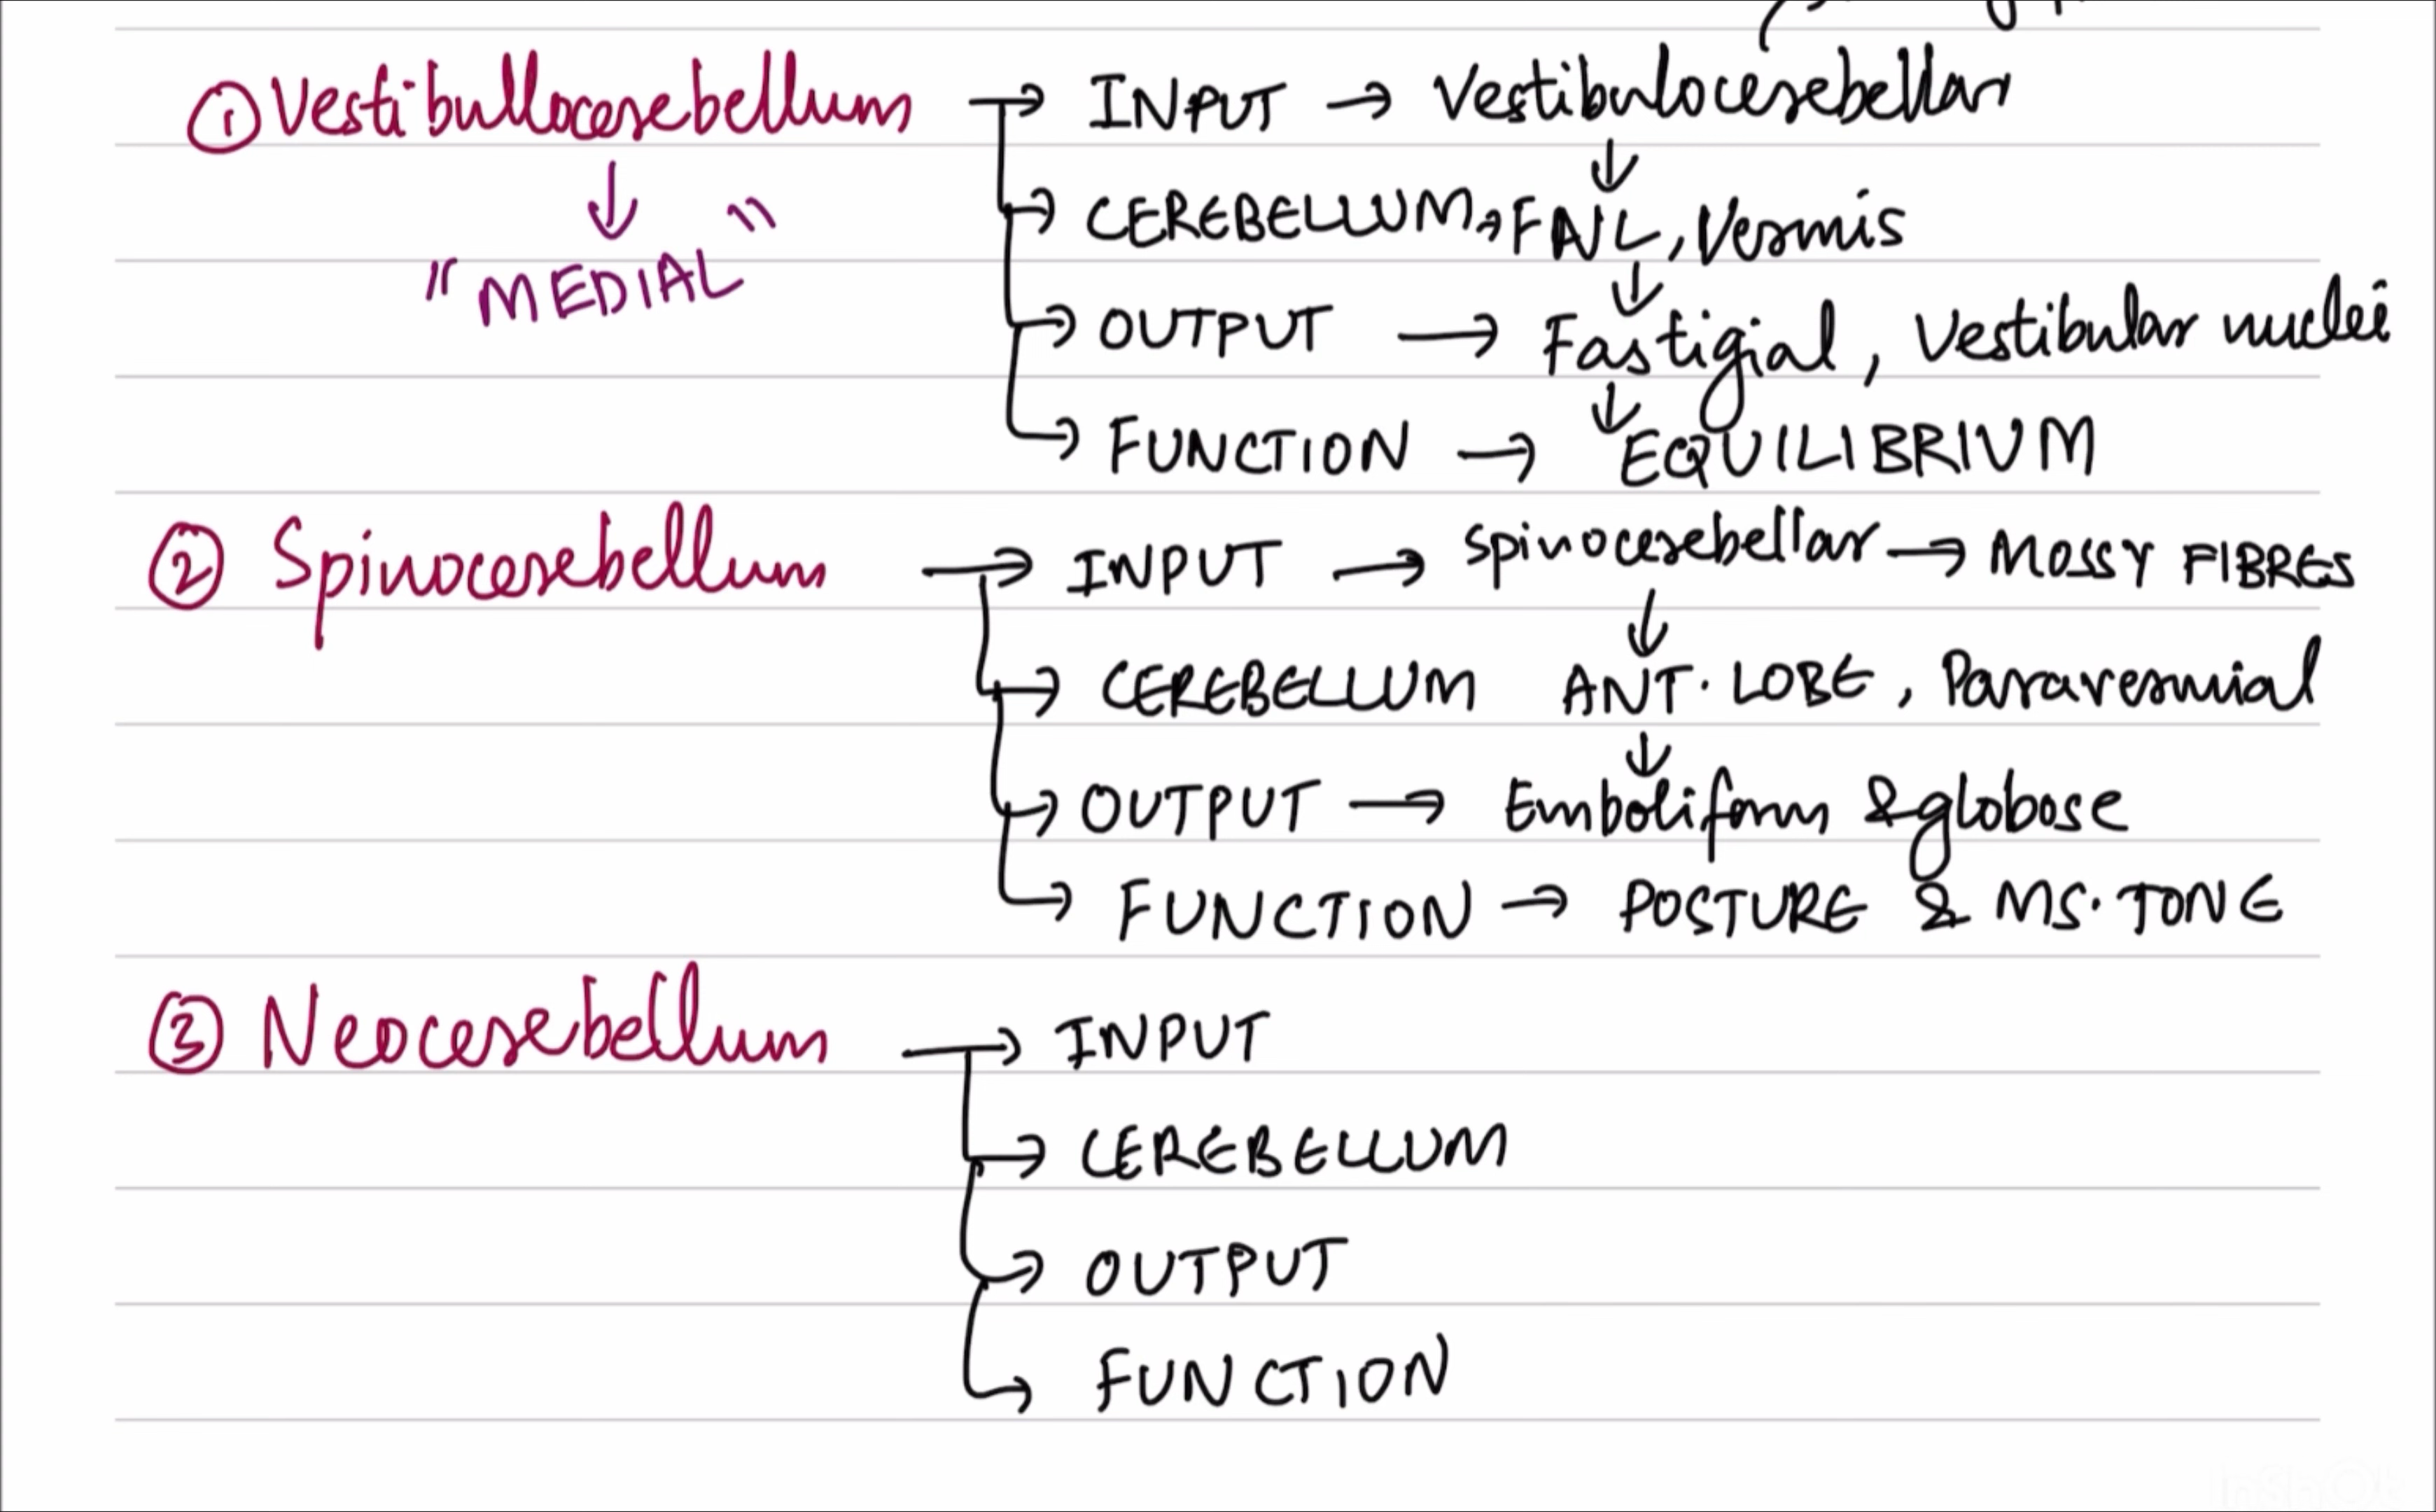 ① Vestibullocerebellum → INPUT → Vestibulocerebellar
↓
"MEDIAL"
→ CEREBELLUM → FNL, Vermis
→ OUTPUT → Fastigial, Vestibular nuclei
→ FUNCTION → EQUILIBRIUM
② Spinocerebellum → INPUT → Spinocerebellar → MOSSY FIBRES
→ CEREBELLUM ANT. LOBE, Paravermial
→ OUTPUT → Emboliform & globose
→ FUNCTION → POSTURE & MS. TONE
③ Neocerebellum → INPUT
→ CEREBELLUM
→ OUTPUT
→ FUNCTION